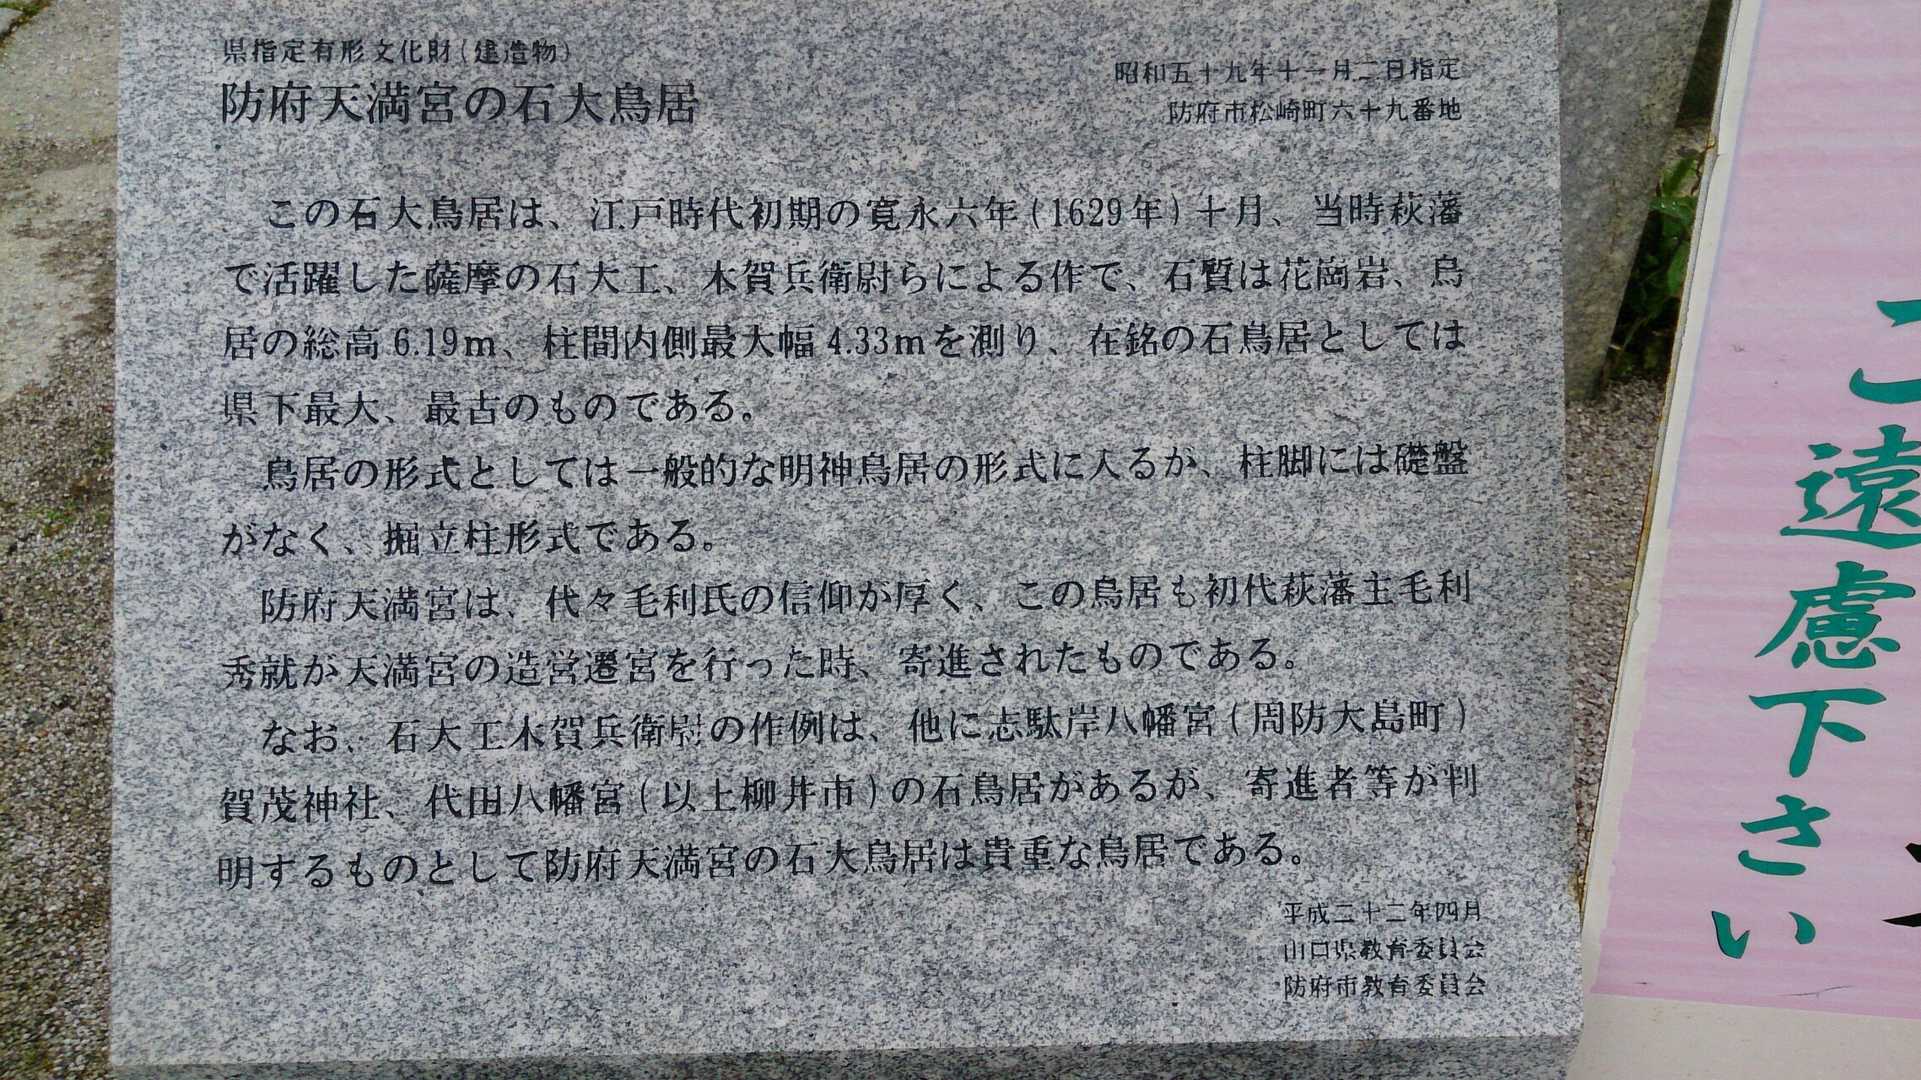 県指定有形文化財(建造物)
防府天満宮の石大鳥居
昭和五十九年十一月二日指定
防府市松崎町六十九番地
この石大鳥居は、江戸時代初期の寛永六年(1629年)十月、当時萩藩
で活躍した薩摩の石大工、木賀兵衛尉らによる作で、石質は花崗岩、鳥
居の総高6.19m、柱間内側最大幅4.33mを測り、在銘の石鳥居としては
県下最大、最古のものである。
鳥居の形式としては一般的な明神鳥居の形式に入るが、柱脚には礎盤
がなく、掘立柱形式である。
防府天満宮は、代々毛利氏の信仰が厚く、この鳥居も初代萩藩主毛利
秀就が天満宮の造営遷宮を行った時、寄進されたものである。
なお、石大工木賀兵衛尉の作例は、他に志駄岸八幡宮(周防大島町)
賀茂神社、代田八幡宮(以上柳井市)の石鳥居があるが、寄進者等が判
明するものとして防府天満宮の石大鳥居は貴重な鳥居である。
平成二十二年四月
山口県教育委員会
防府市教育委員会
ご遠慮下さい